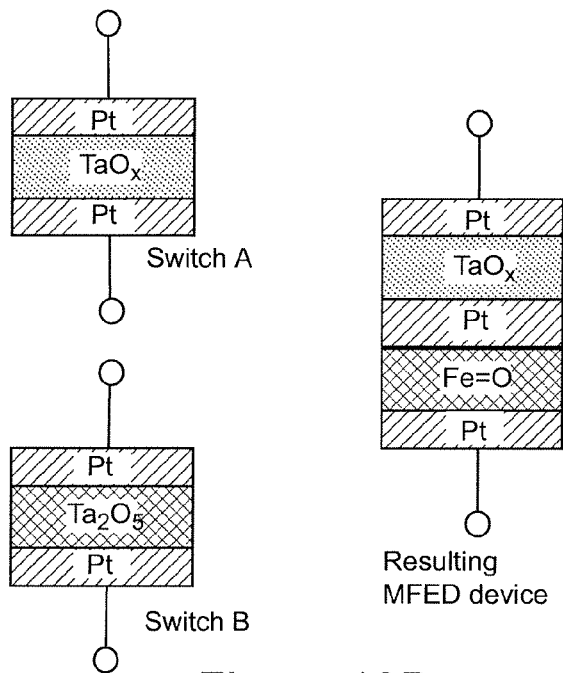 Pt
TaOₓ
Pt
Switch A
Pt
Ta₂O₅
Pt
Switch B
Pt
TaOₓ
Pt
Fe=O
Pt
Resulting
MFED device